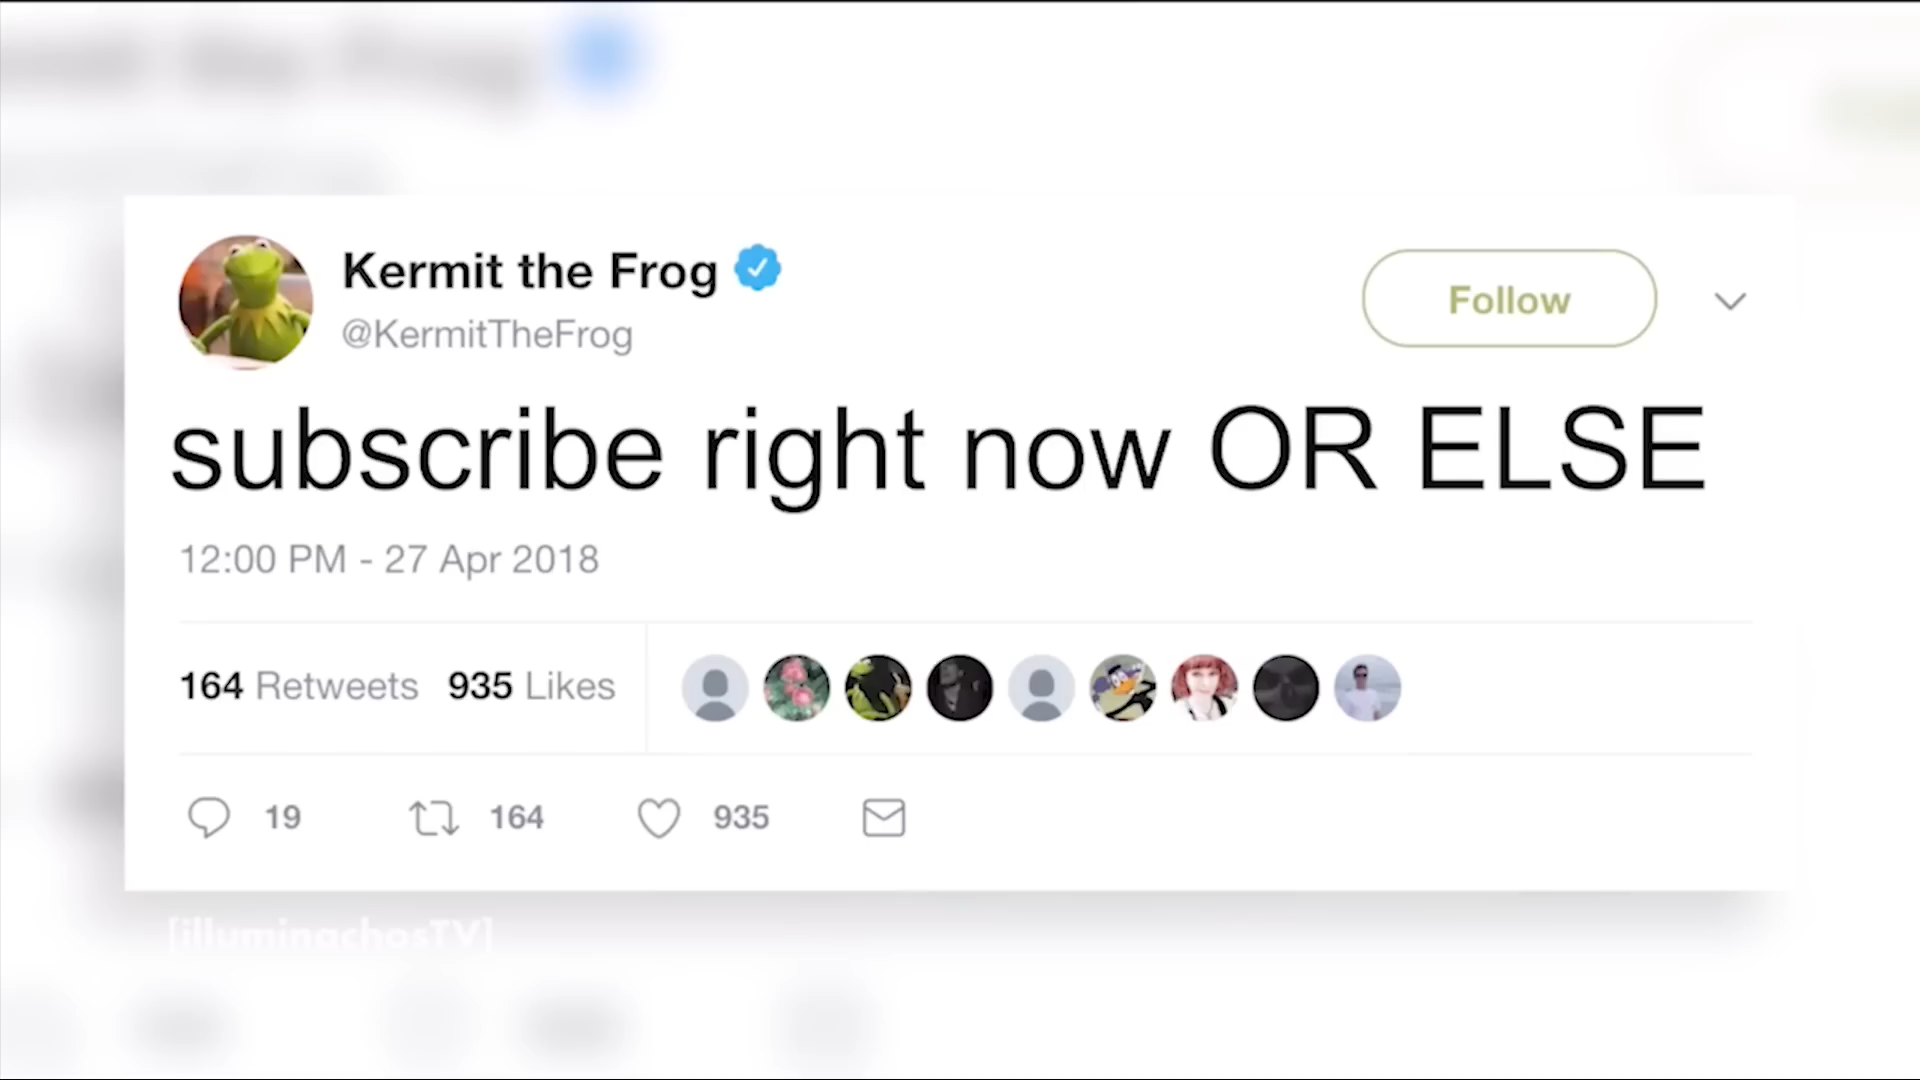 Kermit the Frog
@KermitTheFrog
Follow
subscribe right now OR ELSE
12:00 PM - 27 Apr 2018
164 Retweets 935 Likes
19 164 935
[illuminachosTV]